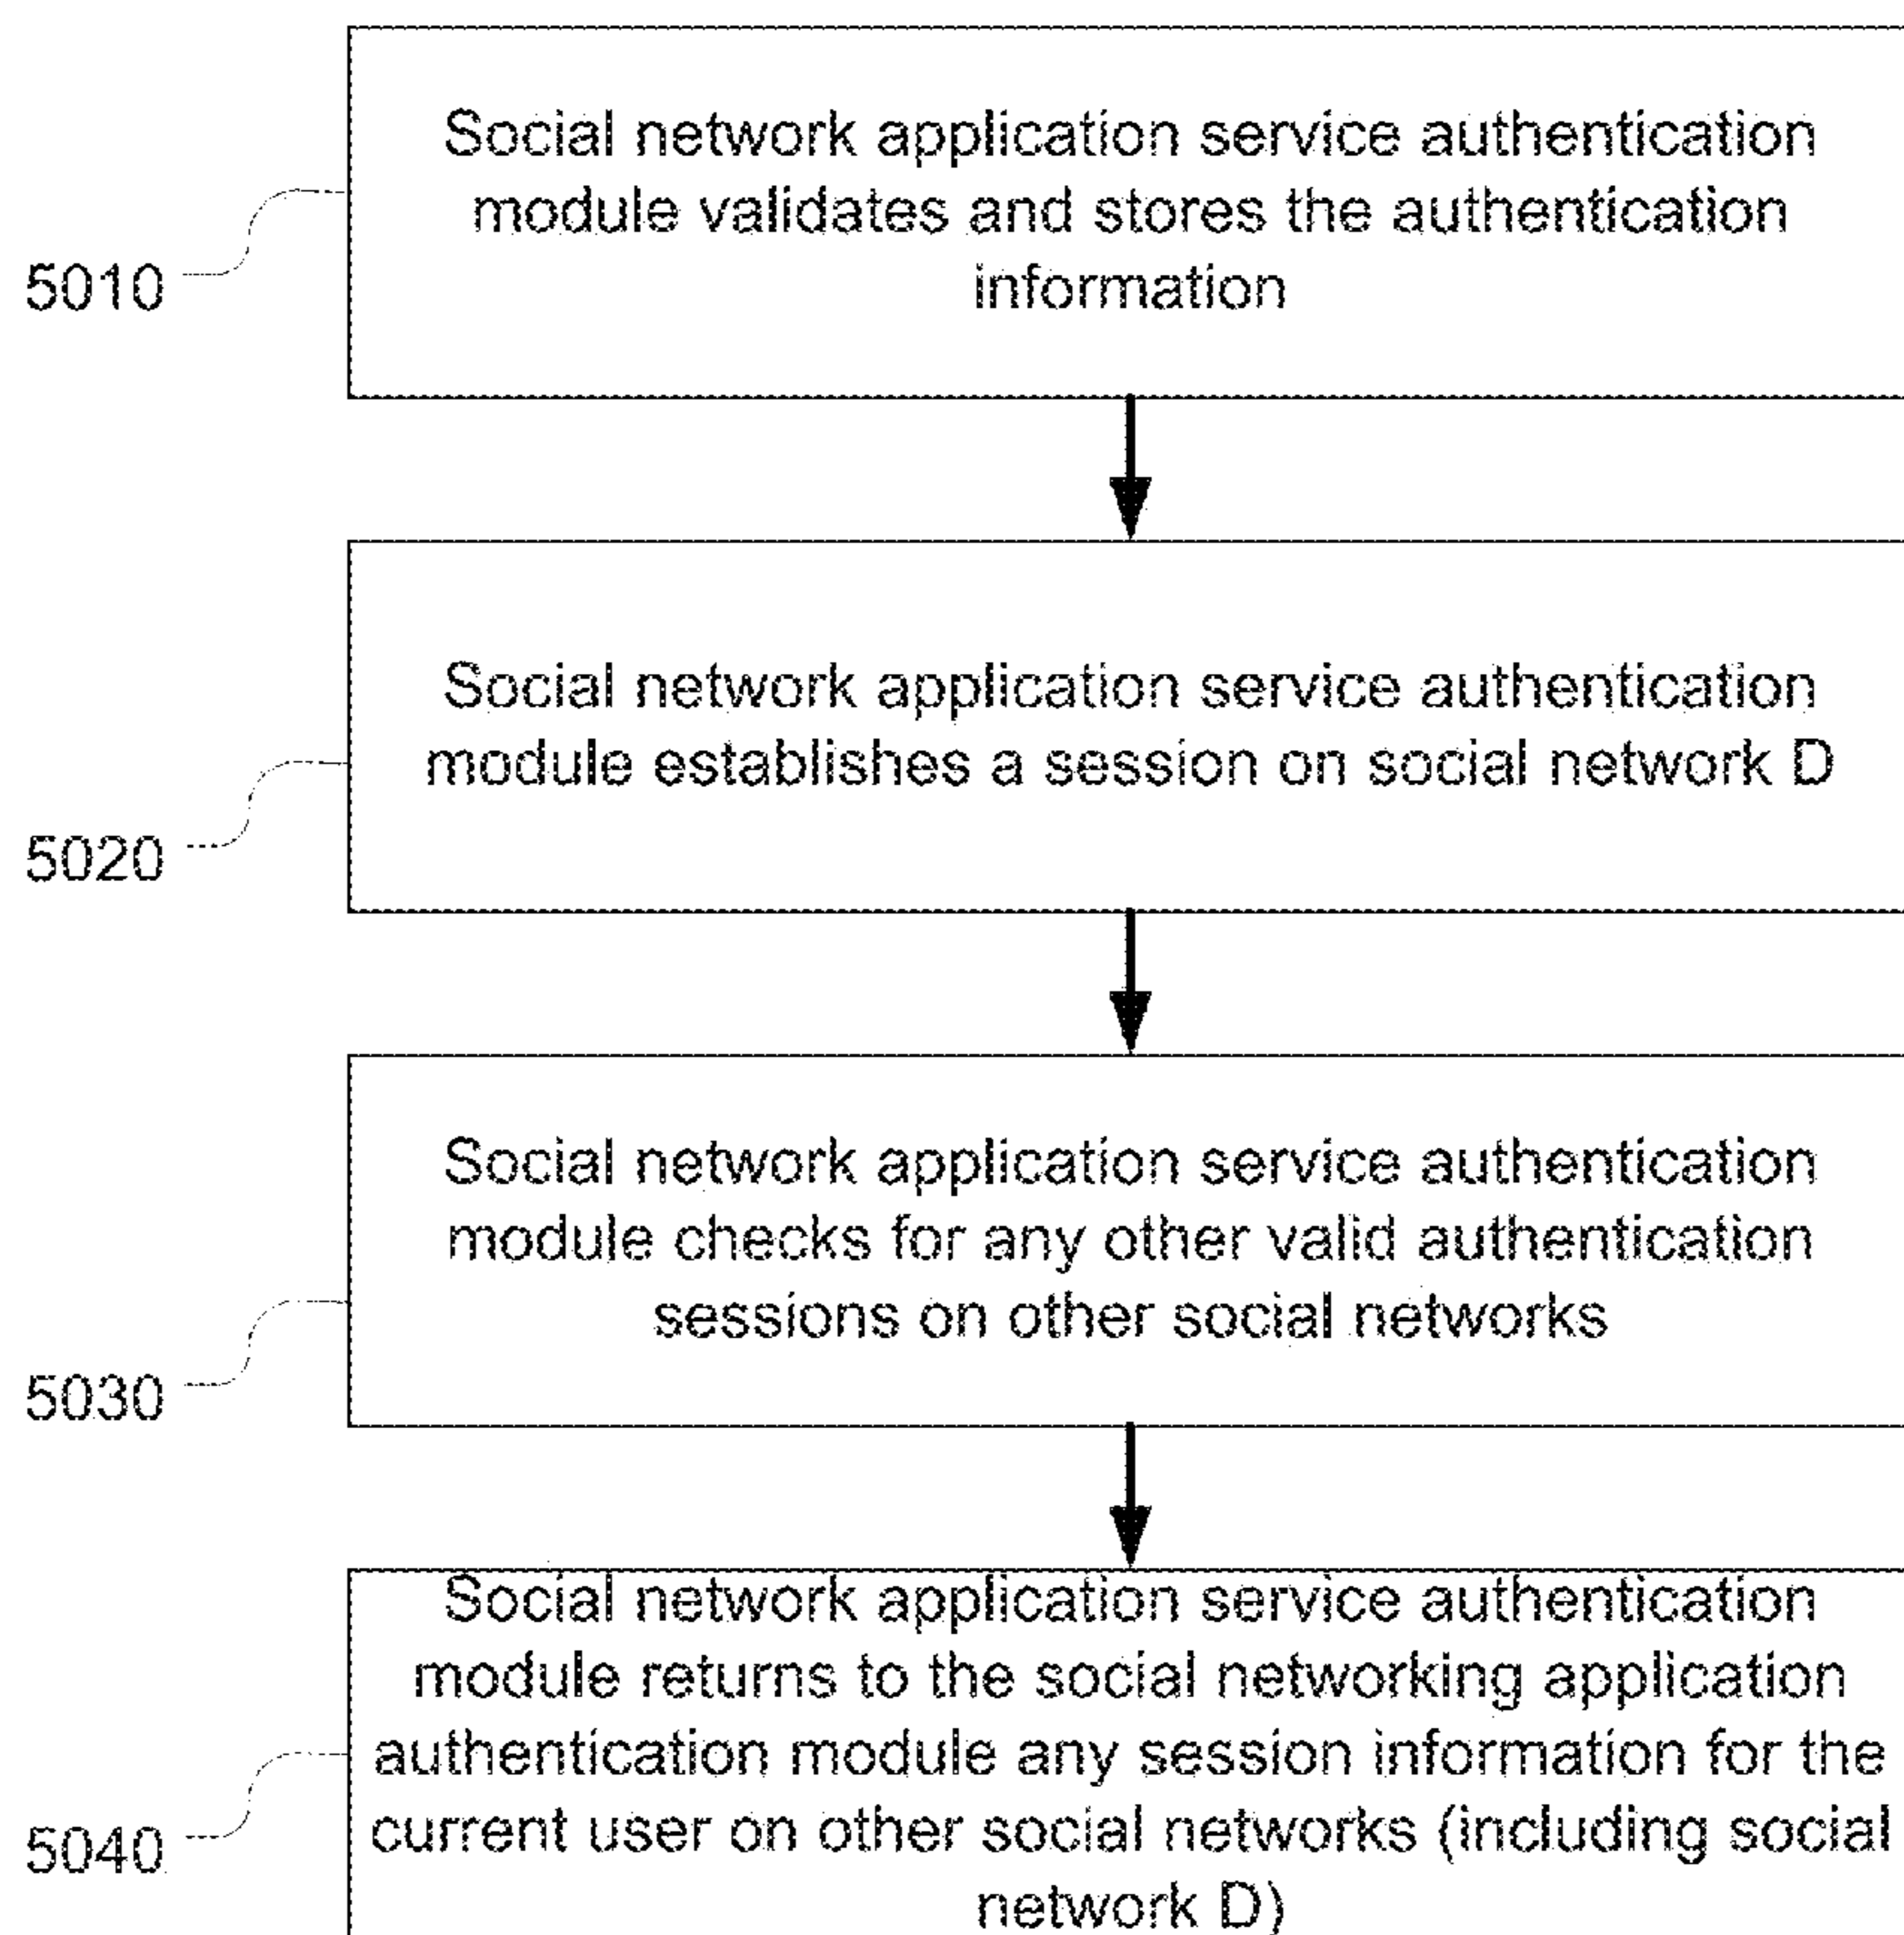 Social network application service authentication
module validates and stores the authentication
information
5010
Social network application service authentication
module establishes a session on social network D
5020
Social network application service authentication
module checks for any other valid authentication
sessions on other social networks
5030
Social network application service authentication
module returns to the social networking application
authentication module any session information for the
current user on other social networks (including social
network D)
5040